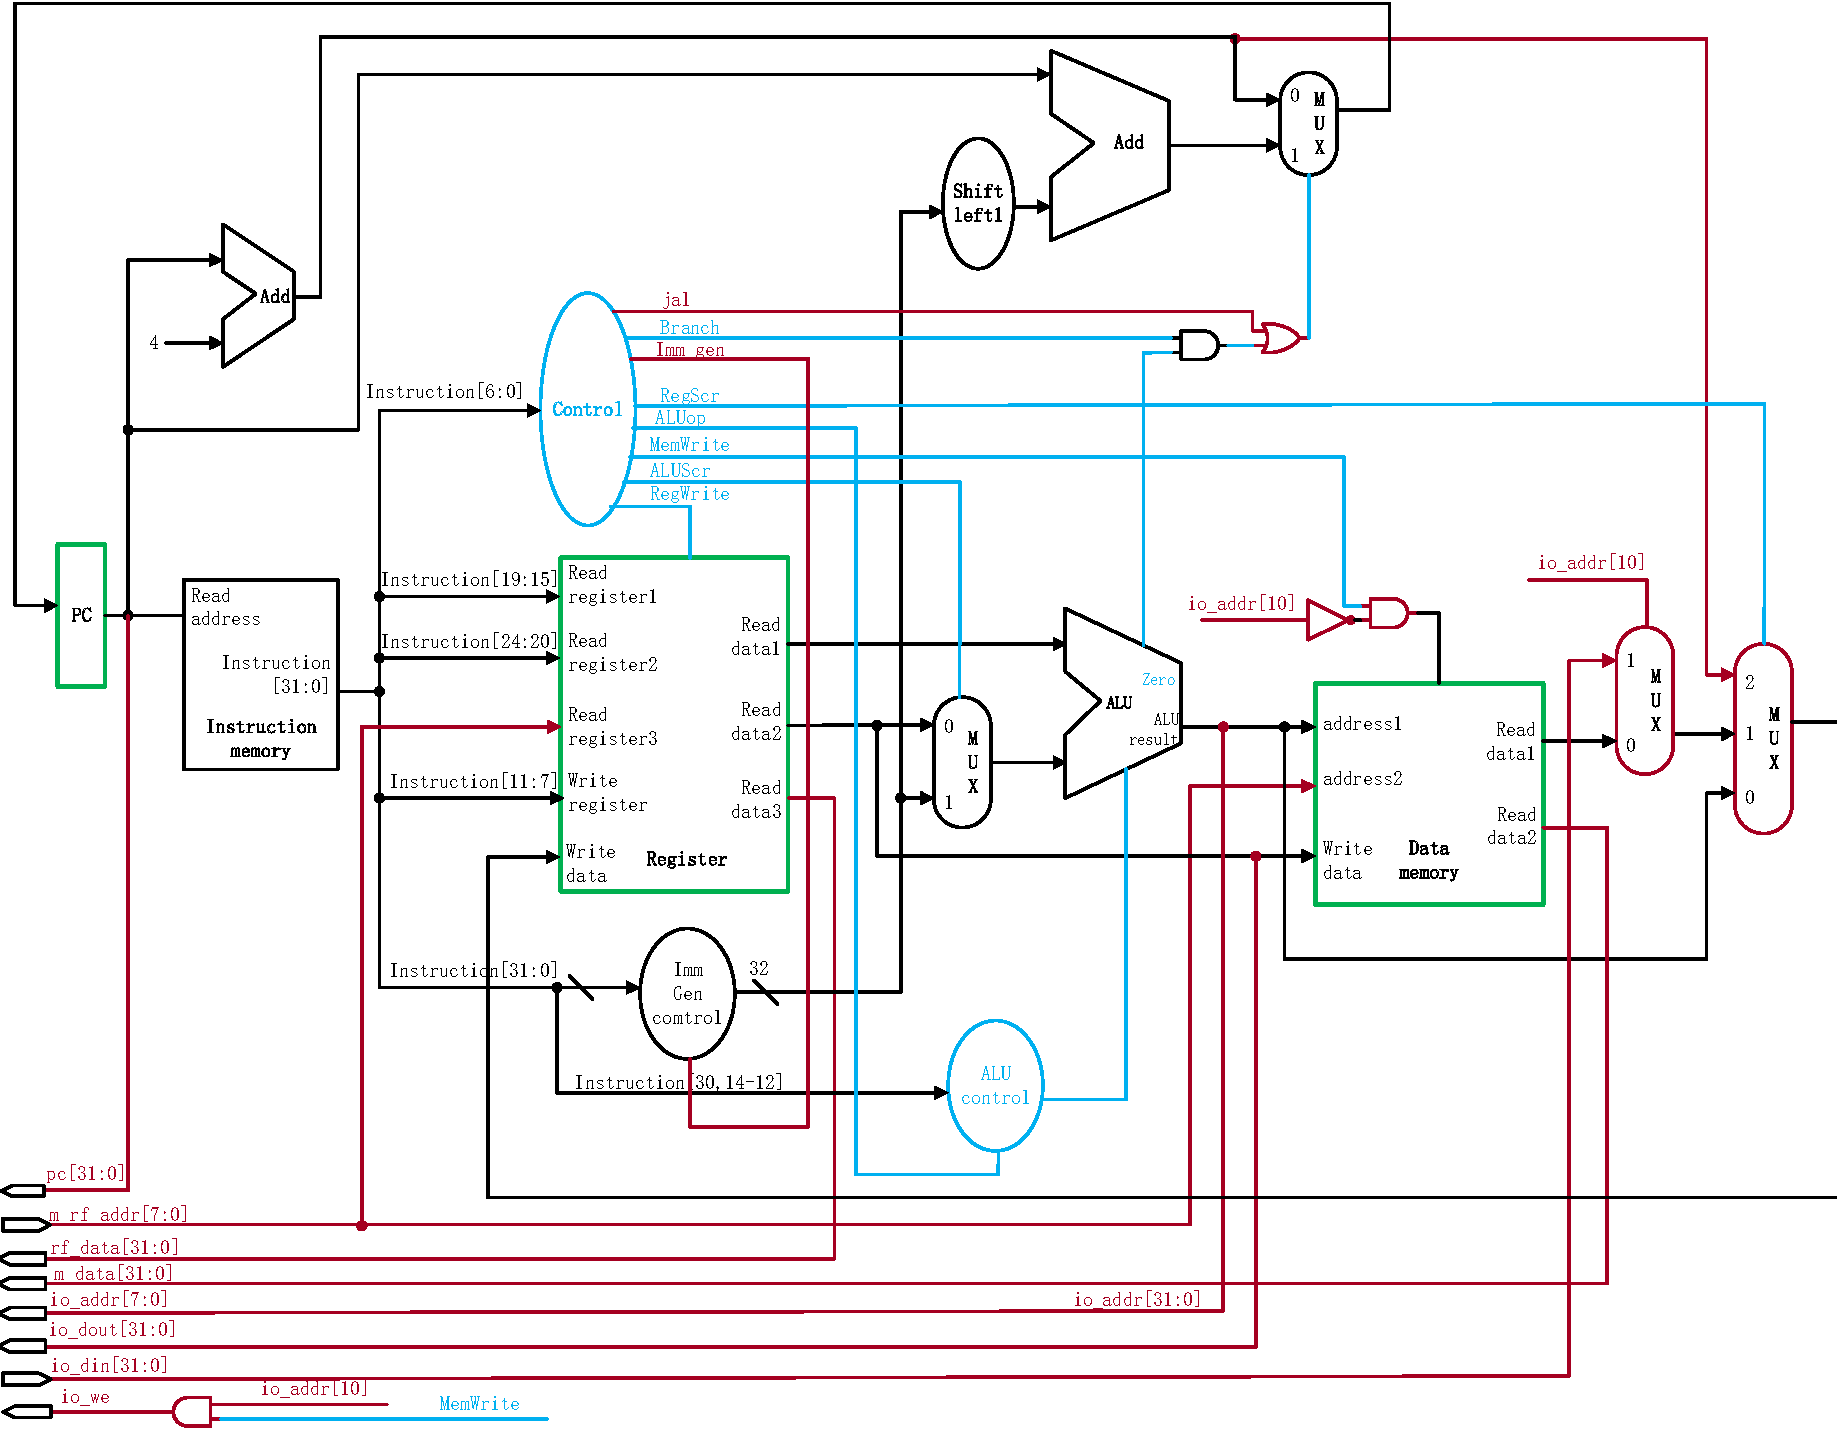 0
M
U
X
1
Add
Shift
left1
Add
4
jal
Branch
Imm gen
Instruction[6:0]
Control
RegScr
ALUop
MemWrite
ALUScr
RegWrite
PC
Read
address
Instruction
[31:0]
Instruction
memory
Instruction[19:15]
Instruction[24:20]
Instruction[11:7]
Read
register1
Read
register2
Read
register3
Write
register
Write
data
Read
data1
Read
data2
Read
data3
Register
0
M
U
X
1
Zero
ALU
ALU
result
io_addr[10]
io_addr[10]
address1
address2
Write
data
Read
data1
Read
data2
Data
memory
1
M
U
X
0
2
M
1
U
X
0
Instruction[31:0]
Imm
Gen
comtrol
32
Instruction[30,14-12]
ALU
control
pc[31:0]
m_rf_addr[7:0]
rf_data[31:0]
m_data[31:0]
io_addr[7:0]
io_addr[31:0]
io_dout[31:0]
io_din[31:0]
io_we
io_addr[10]
MemWrite